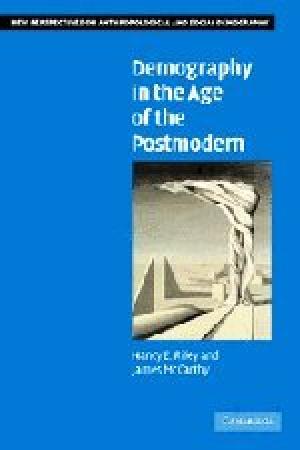 NEW PERSPECTIVES ON ANTHROPOLOGICAL AND SOCIAL DEMOGRAPHY
Demography
in the Age
of the
Postmodern
Nancy E. Riley and
James McCarthy
CAMBRIDGE